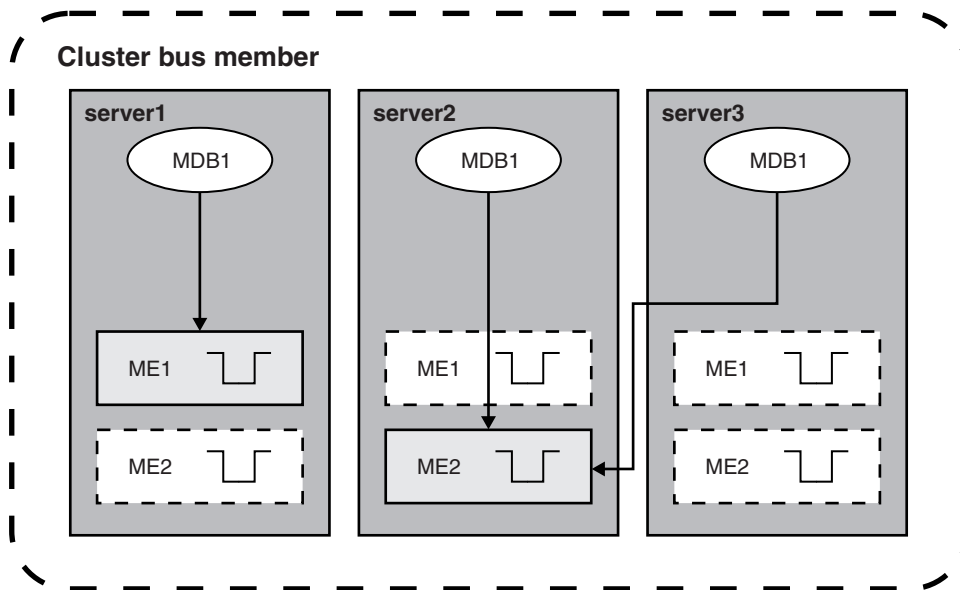 Cluster bus member
server1
server2
server3
MDB1
MDB1
MDB1
ME1
ME1
ME1
ME2
ME2
ME2